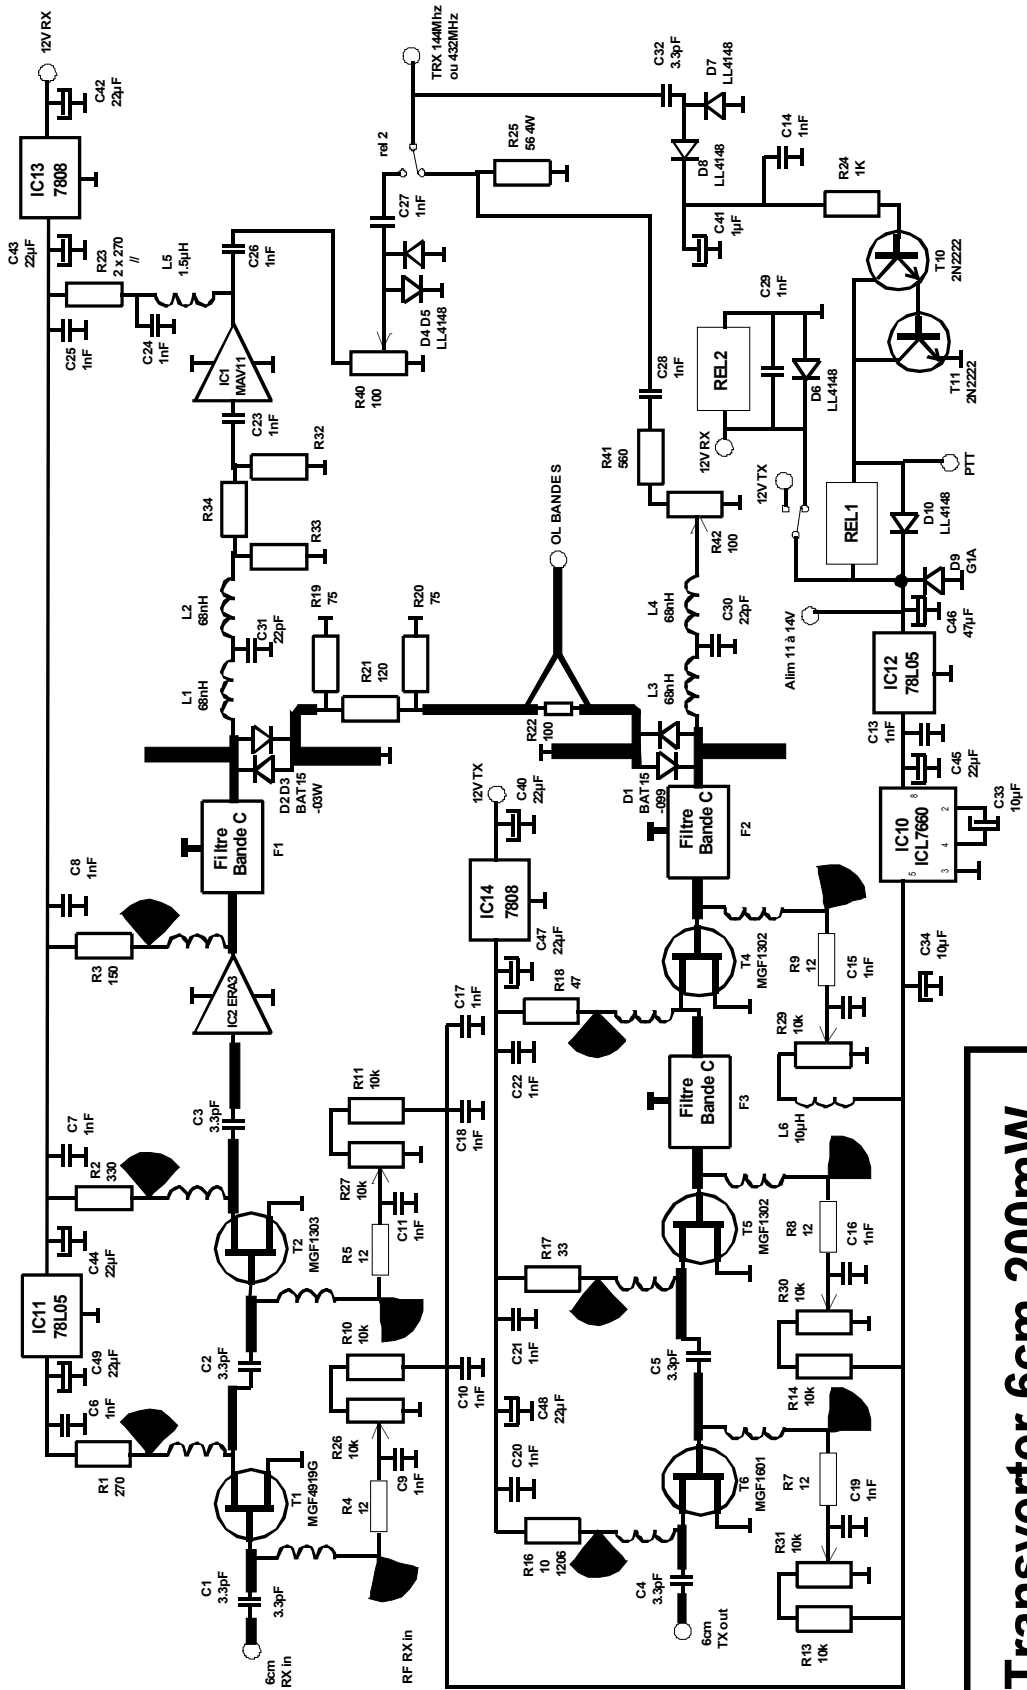 12V RX
C42
22µF
IC13
7808
C43
22µF
R23
2 x 270
//
L5
1.5µH
C25
1nF
C24
1nF
C26
1nF
IC1
MAV11
C23
1nF
R32
R34
R33
L2
68nH
C31
22pF
L1
68nH
TRX 144Mhz
ou 432MHz
rel 2
C27
1nF
D4 D5
LL4148
R40
100
R25
56 4W
C32
3.3pF
D7
LL4148
D8
LL4148
C14
1nF
C41
1µF
R24
1K
T10
2N2222
T11
2N2222
C29
1nF
REL2
D6
LL4148
12V RX
12V TX
C28
1nF
R41
560
R42
100
REL1
PTT
D10
LL4148
D9
G1A
C46
47µF
Alim 11 à 14V
IC12
78L05
C13
1nF
C45
22µF
IC10
ICL7660
8
2
4
3
5
C33
10µF
C34
10µF
OL BANDES
R19
75
R20
75
R21
120
R22
100
L4
68nH
C30
22pF
L3
68nH
D2 D3
BAT15
-03W
D1
BAT15
-099
Filtre
Bande C
F1
Filtre
Bande C
F2
Filtre
Bande C
F3
C8
1nF
R3
150
IC2 ERA3
C3
3.3pF
C7
1nF
R2
330
C44
22µF
T2
MGF1303
IC11
78L05
C49
22µF
C6
1nF
R1
270
C2
3.3pF
T1
MGF4919G
C1
3.3pF
3.3pF
6cm
RX in
RF RX in
R11
10k
R27
10k
C11
1nF
R5
12
R10
10k
R26
10k
C9
1nF
R4
12
C17
1nF
C18
1nF
C10
1nF
12V TX
C40
22µF
IC14
7808
C47
22µF
R18
47
C22
1nF
T4
MGF1302
R9
12
C15
1nF
R29
10k
L6
10µH
R17
33
C21
1nF
C48
22µF
C20
1nF
C5
3.3pF
T5
MGF1302
R8
12
C16
1nF
R30
10k
R14
10k
R16
10
1206
T6
MGF1601
C4
3.3pF
6cm
TX out
R7
12
C19
1nF
R31
10k
R13
10k
Transverter 6cm 200mW